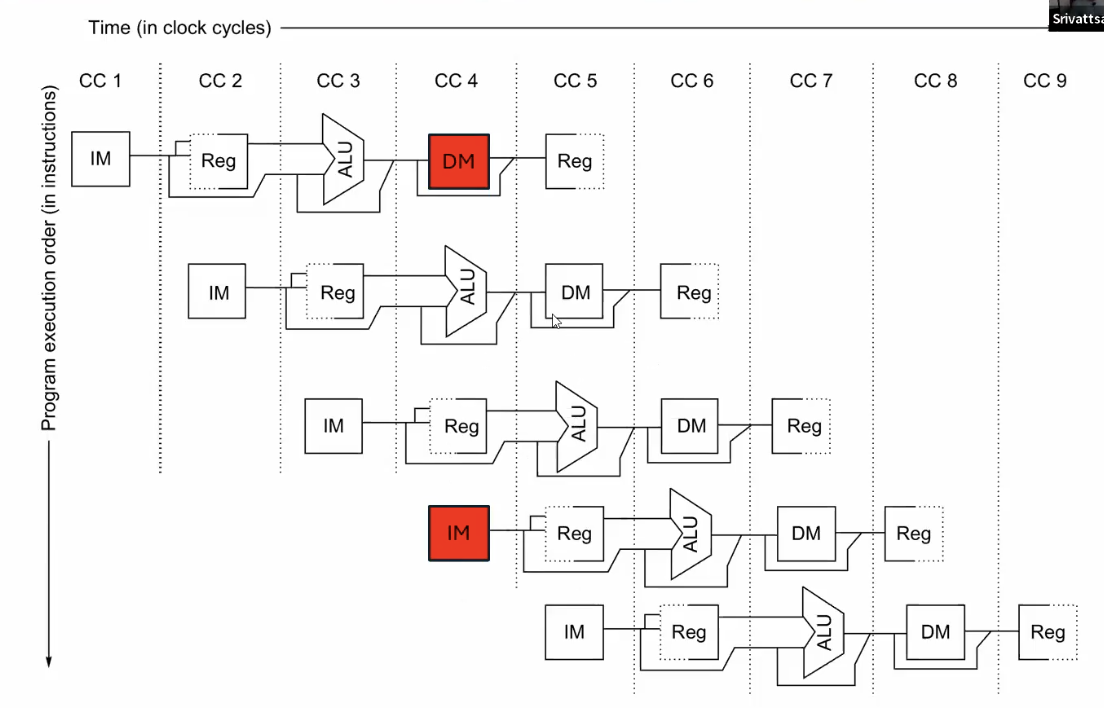 Srivattsa
Time (in clock cycles)
CC 1 CC 2 CC 3 CC 4 CC 5 CC 6 CC 7 CC 8 CC 9
Program execution order (in instructions)
IM Reg ALU DM Reg
IM Reg ALU DM Reg
IM Reg ALU DM Reg
IM Reg ALU DM Reg
IM Reg ALU DM Reg